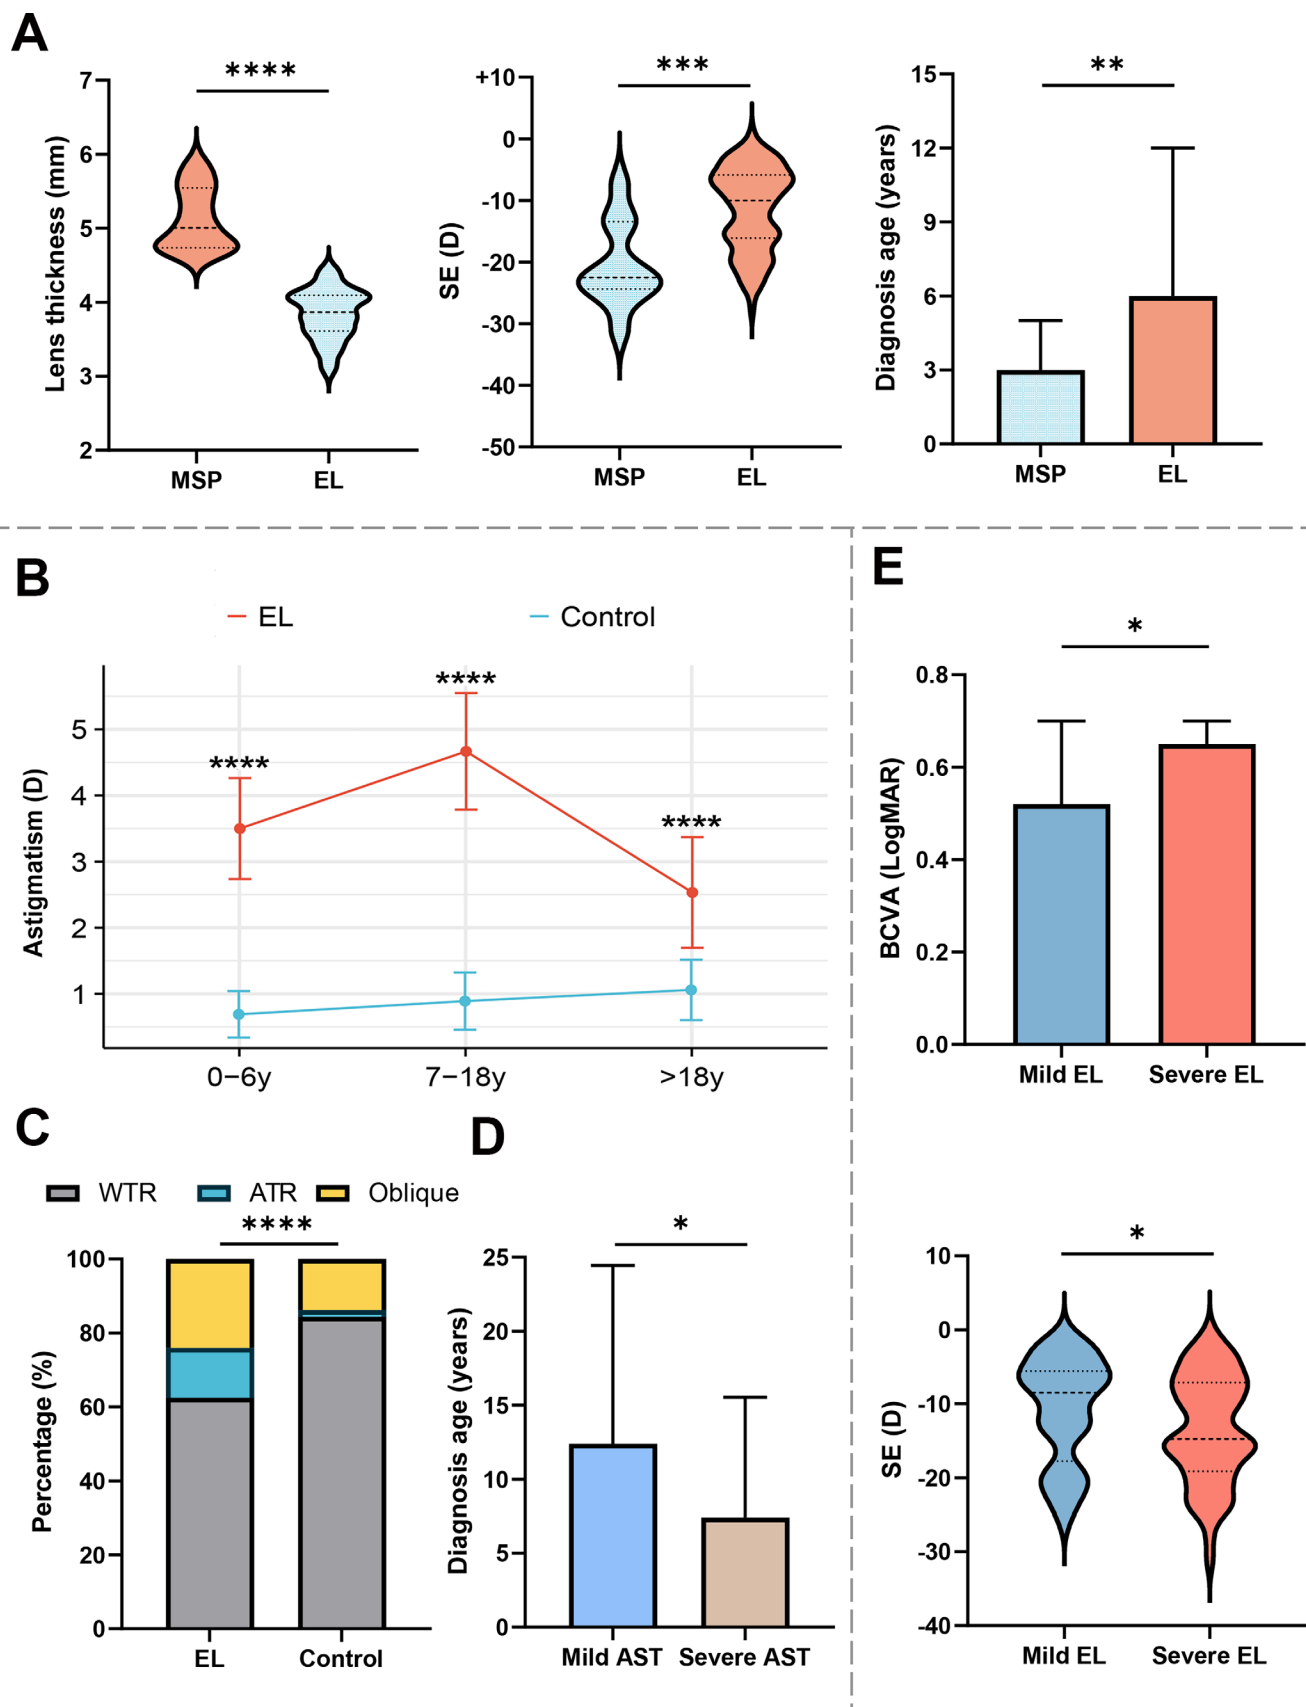 A
****
Lens thickness (mm)
7
6
5
4
3
2
MSP
EL
***
SE (D)
+10
0
-10
-20
-30
-40
-50
MSP
EL
**
Diagnosis age (years)
15
12
9
6
3
0
MSP
EL
B
EL
Control
Astigmatism (D)
5
4
3
2
1
****
****
****
0−6y
7−18y
>18y
C
WTR
ATR
Oblique
****
Percentage (%)
100
80
60
40
20
0
EL
Control
D
*
Diagnosis age (years)
25
20
15
10
5
0
Mild AST
Severe AST
E
*
BCVA (LogMAR)
0.8
0.6
0.4
0.2
0.0
Mild EL
Severe EL
*
SE (D)
10
0
-10
-20
-30
-40
Mild EL
Severe EL